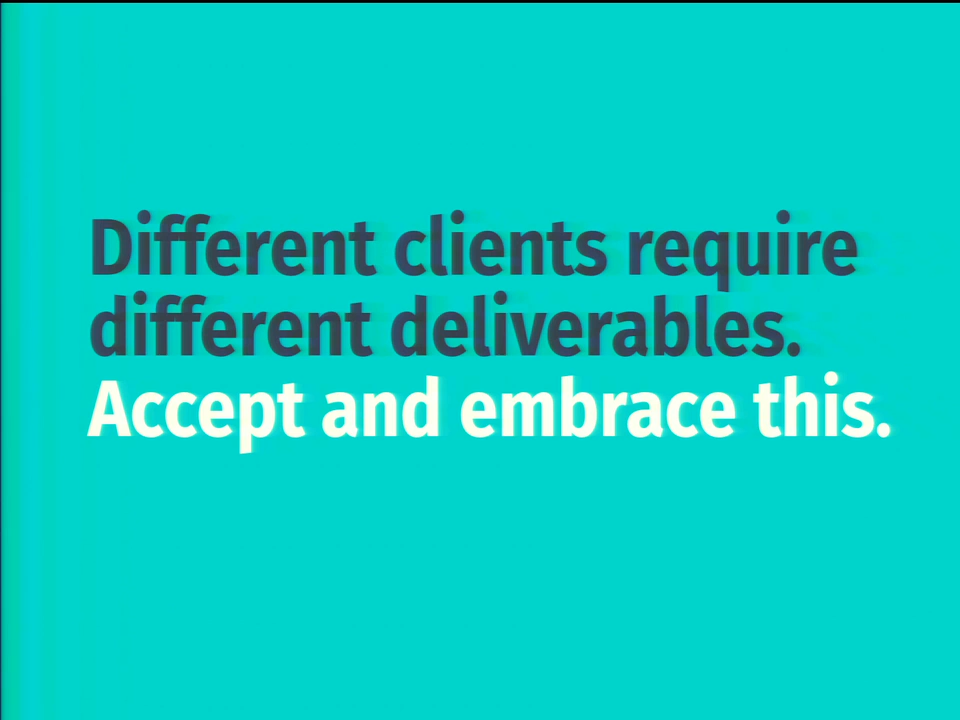 Different clients require
different deliverables.
Accept and embrace this.